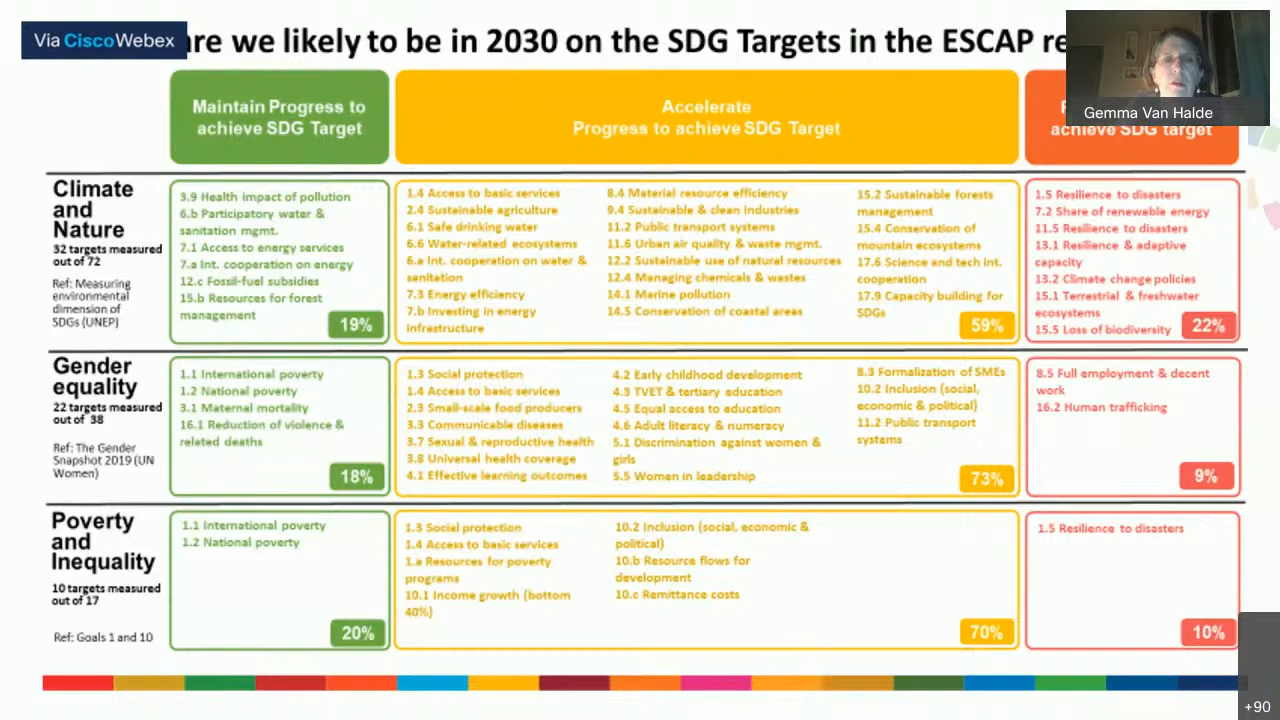 Via Cisco Webex
are we likely to be in 2030 on the SDG Targets in the ESCAP re
Gemma Van Halde
Maintain Progress to
achieve SDG Target
Accelerate
Progress to achieve SDG Target
achieve SDG target
Climate
and
Nature
32 targets measured
out of 72
Ref: Measuring
environmental
dimension of
SDGs (UNEP)
3.9 Health impact of pollution
6.b Participatory water &
sanitation mgmt.
7.1 Access to energy services
7.a Int. cooperation on energy
12.c Fossil-fuel subsidies
15.b Resources for forest
management
19%
1.4 Access to basic services
2.4 Sustainable agriculture
6.1 Safe drinking water
6.6 Water-related ecosystems
6.a Int. cooperation on water &
sanitation
7.3 Energy efficiency
7.b Investing in energy
infrastructure
8.4 Material resource efficiency
9.4 Sustainable & clean industries
11.2 Public transport systems
11.6 Urban air quality & waste mgmt.
12.2 Sustainable use of natural resources
12.4 Managing chemicals & wastes
14.1 Marine pollution
14.5 Conservation of coastal areas
15.2 Sustainable forests
management
15.4 Conservation of
mountain ecosystems
17.6 Science and tech int.
cooperation
17.9 Capacity building for
SDGs
59%
1.5 Resilience to disasters
7.2 Share of renewable energy
11.5 Resilience to disasters
13.1 Resilience & adaptive
capacity
13.2 Climate change policies
15.1 Terrestrial & freshwater
ecosystems
15.5 Loss of biodiversity
22%
Gender
equality
22 targets measured
out of 38
Ref: The Gender
Snapshot 2019 (UN
Women)
1.1 International poverty
1.2 National poverty
3.1 Maternal mortality
16.1 Reduction of violence &
related deaths
18%
1.3 Social protection
1.4 Access to basic services
2.3 Small-scale food producers
3.3 Communicable diseases
3.7 Sexual & reproductive health
3.8 Universal health coverage
4.1 Effective learning outcomes
4.2 Early childhood development
4.3 TVET & tertiary education
4.5 Equal access to education
4.6 Adult literacy & numeracy
5.1 Discrimination against women &
girls
5.5 Women in leadership
8.3 Formalization of SMEs
10.2 Inclusion (social,
economic & political)
11.2 Public transport
systems
73%
8.5 Full employment & decent
work
16.2 Human trafficking
9%
Poverty
and
Inequality
10 targets measured
out of 17
Ref: Goals 1 and 10
1.1 International poverty
1.2 National poverty
20%
1.3 Social protection
1.4 Access to basic services
1.a Resources for poverty
programs
10.1 Income growth (bottom
40%)
10.2 Inclusion (social, economic &
political)
10.b Resource flows for
development
10.c Remittance costs
70%
1.5 Resilience to disasters
10%
+90